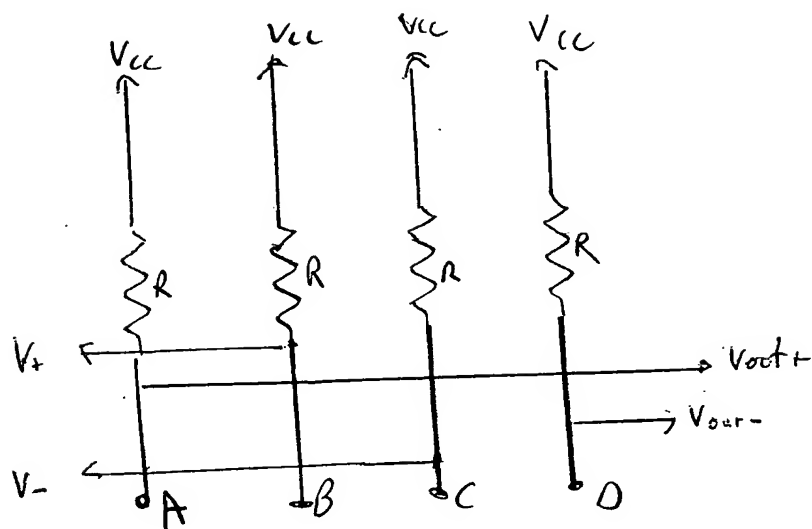 Vcc Vcc Vcc Vcc
R R R R
V+
Vout+
Vout-
V-
A B C D